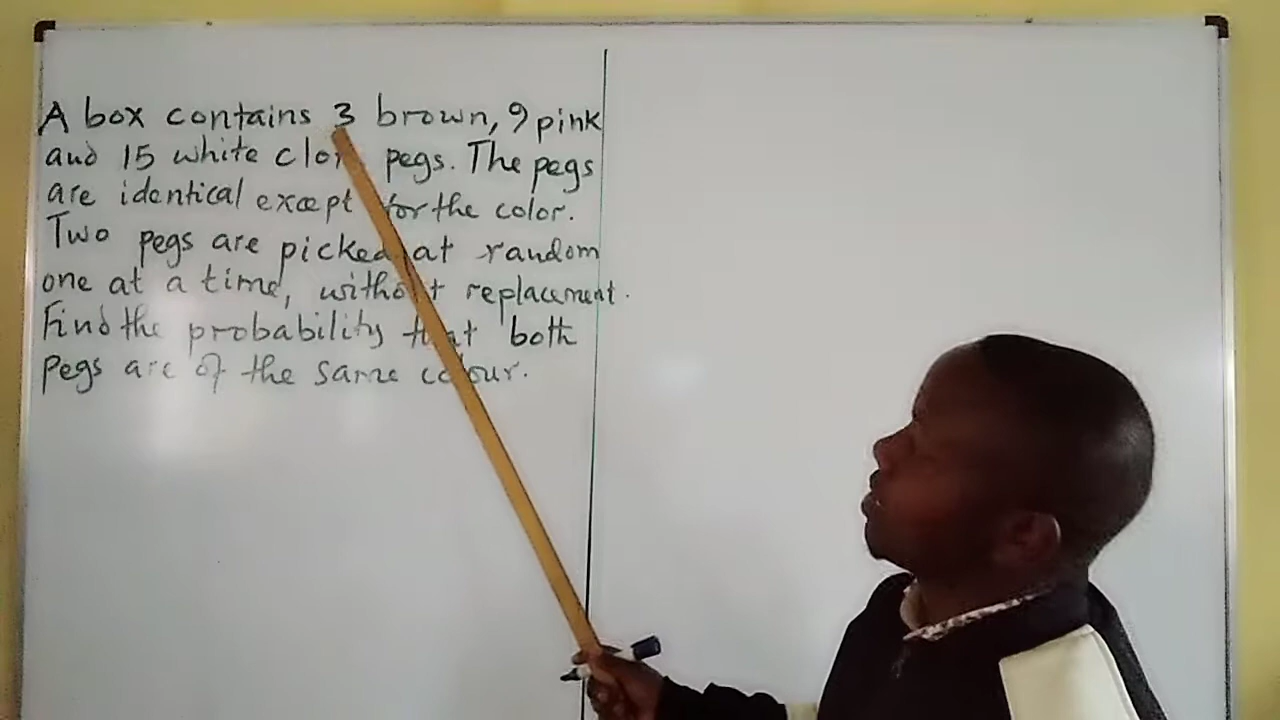 A box contains 3 brown, 9 pink
and 15 white pegs. The pegs
are identical except for the color.
Two pegs are picked at random
one at a time, without replacement.
Find the probability that both
pegs are of the same colour.